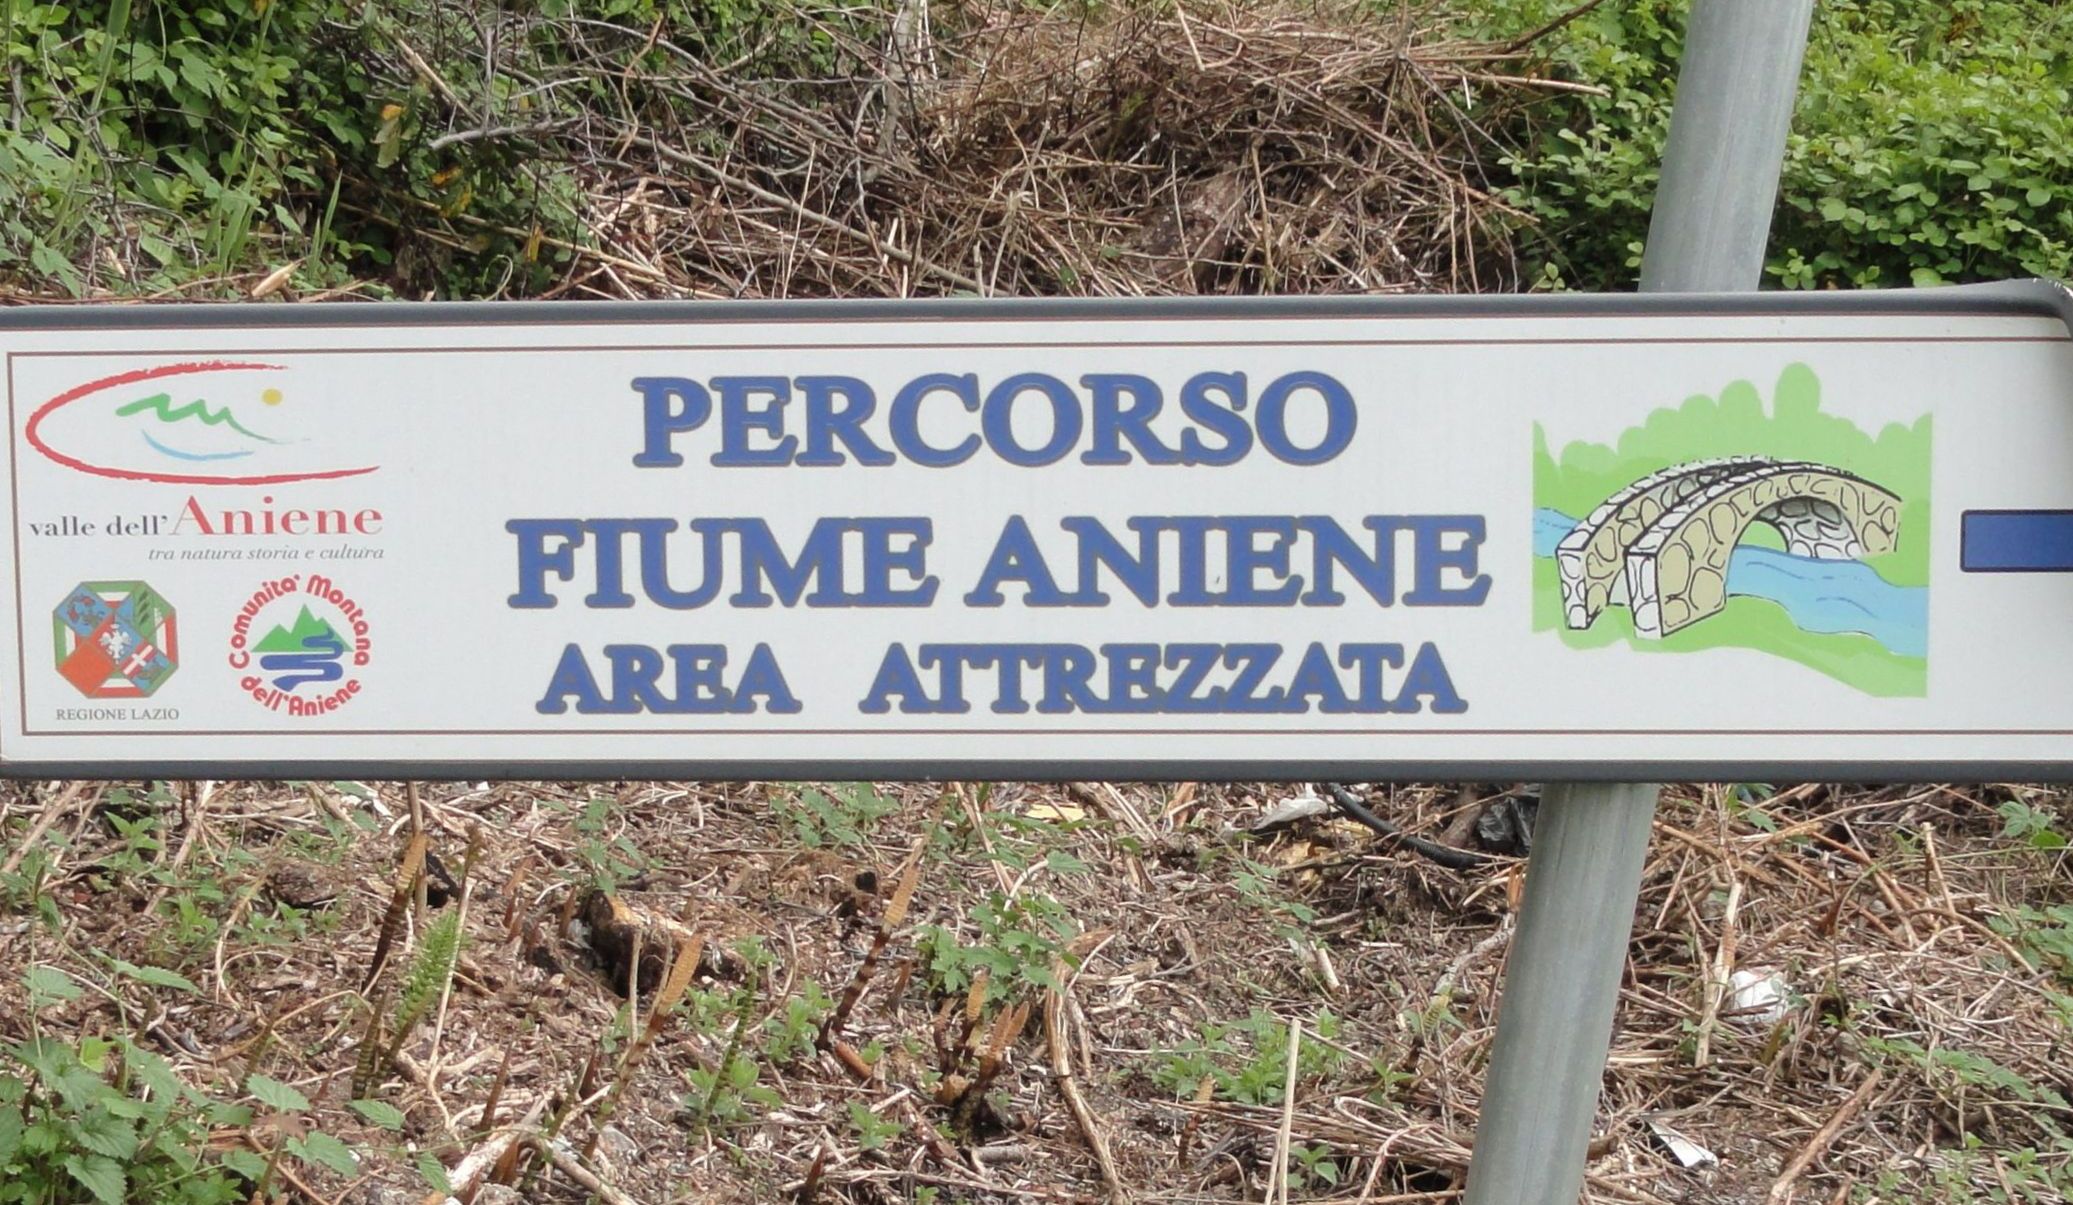 valle dell'Aniene
tra natura storia e cultura
REGIONE LAZIO
Comunita' Montana
dell'Aniene
PERCORSO
FIUME ANIENE
AREA ATTREZZATA